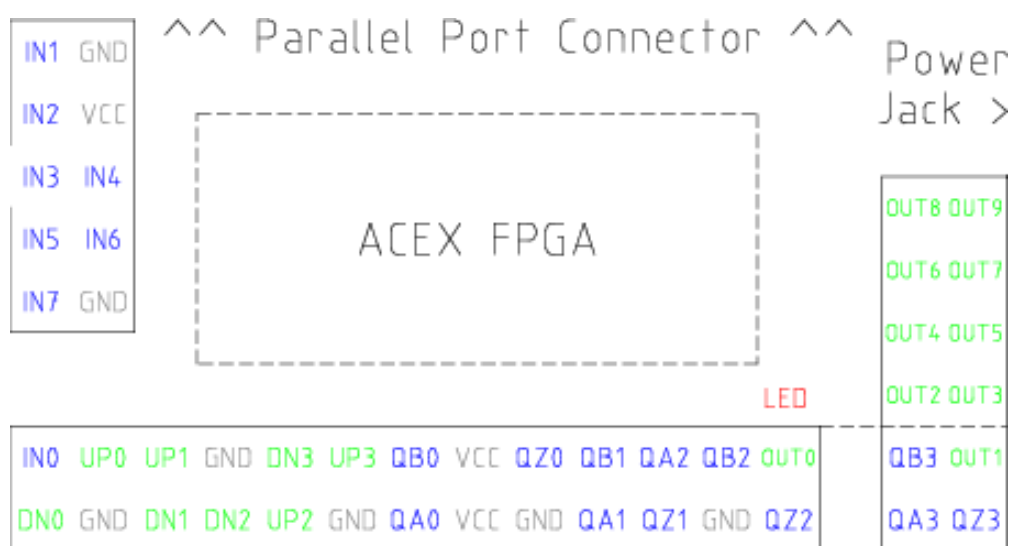 ^^ Parallel Port Connector ^^
Power
Jack >
IN1 GND
IN2 VCC
IN3 IN4
IN5 IN6
IN7 GND
ACEX FPGA
OUT8 OUT9
OUT6 OUT7
OUT4 OUT5
OUT2 OUT3
LED
IN0 UP0 UP1 GND DN3 UP3 QB0 VCC QZ0 QB1 QA2 QB2 OUT0
DN0 GND DN1 DN2 UP2 GND QA0 VCC GND QA1 QZ1 GND QZ2
QB3 OUT1
QA3 QZ3